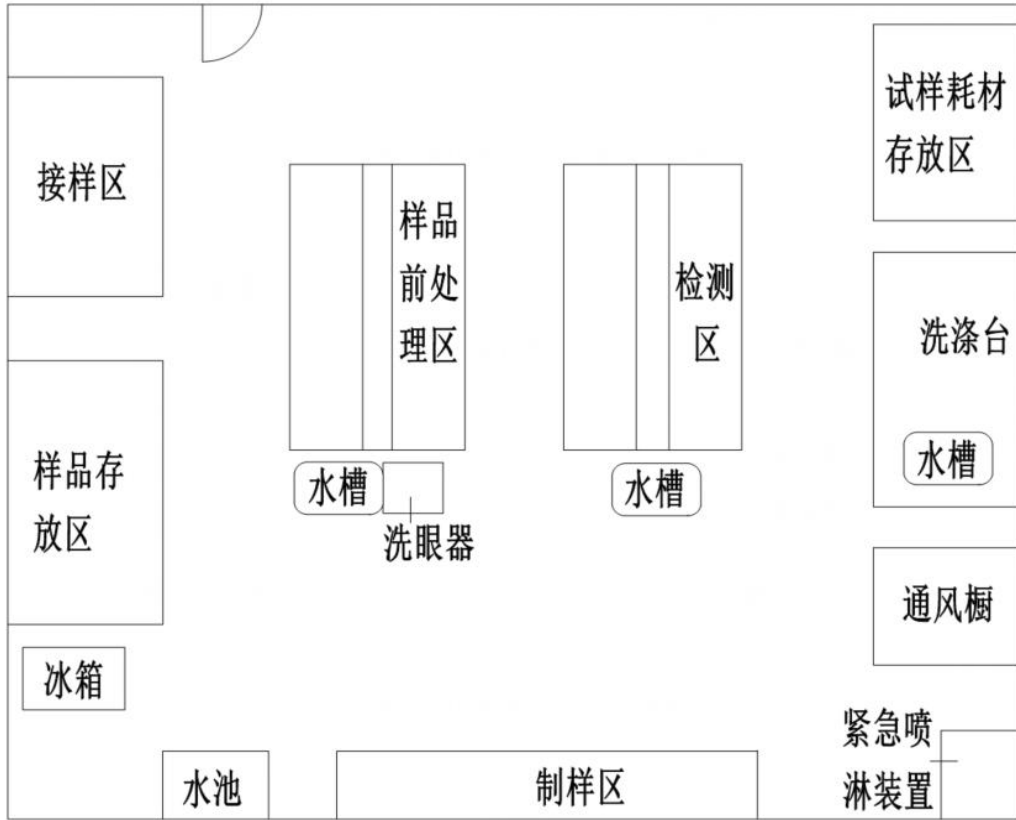 接样区
样品
前处
理区
检测
区
试样耗材
存放区
洗涤台
水槽
样品存
放区
水槽
洗眼器
水槽
通风橱
冰箱
水池
制样区
紧急喷
淋装置